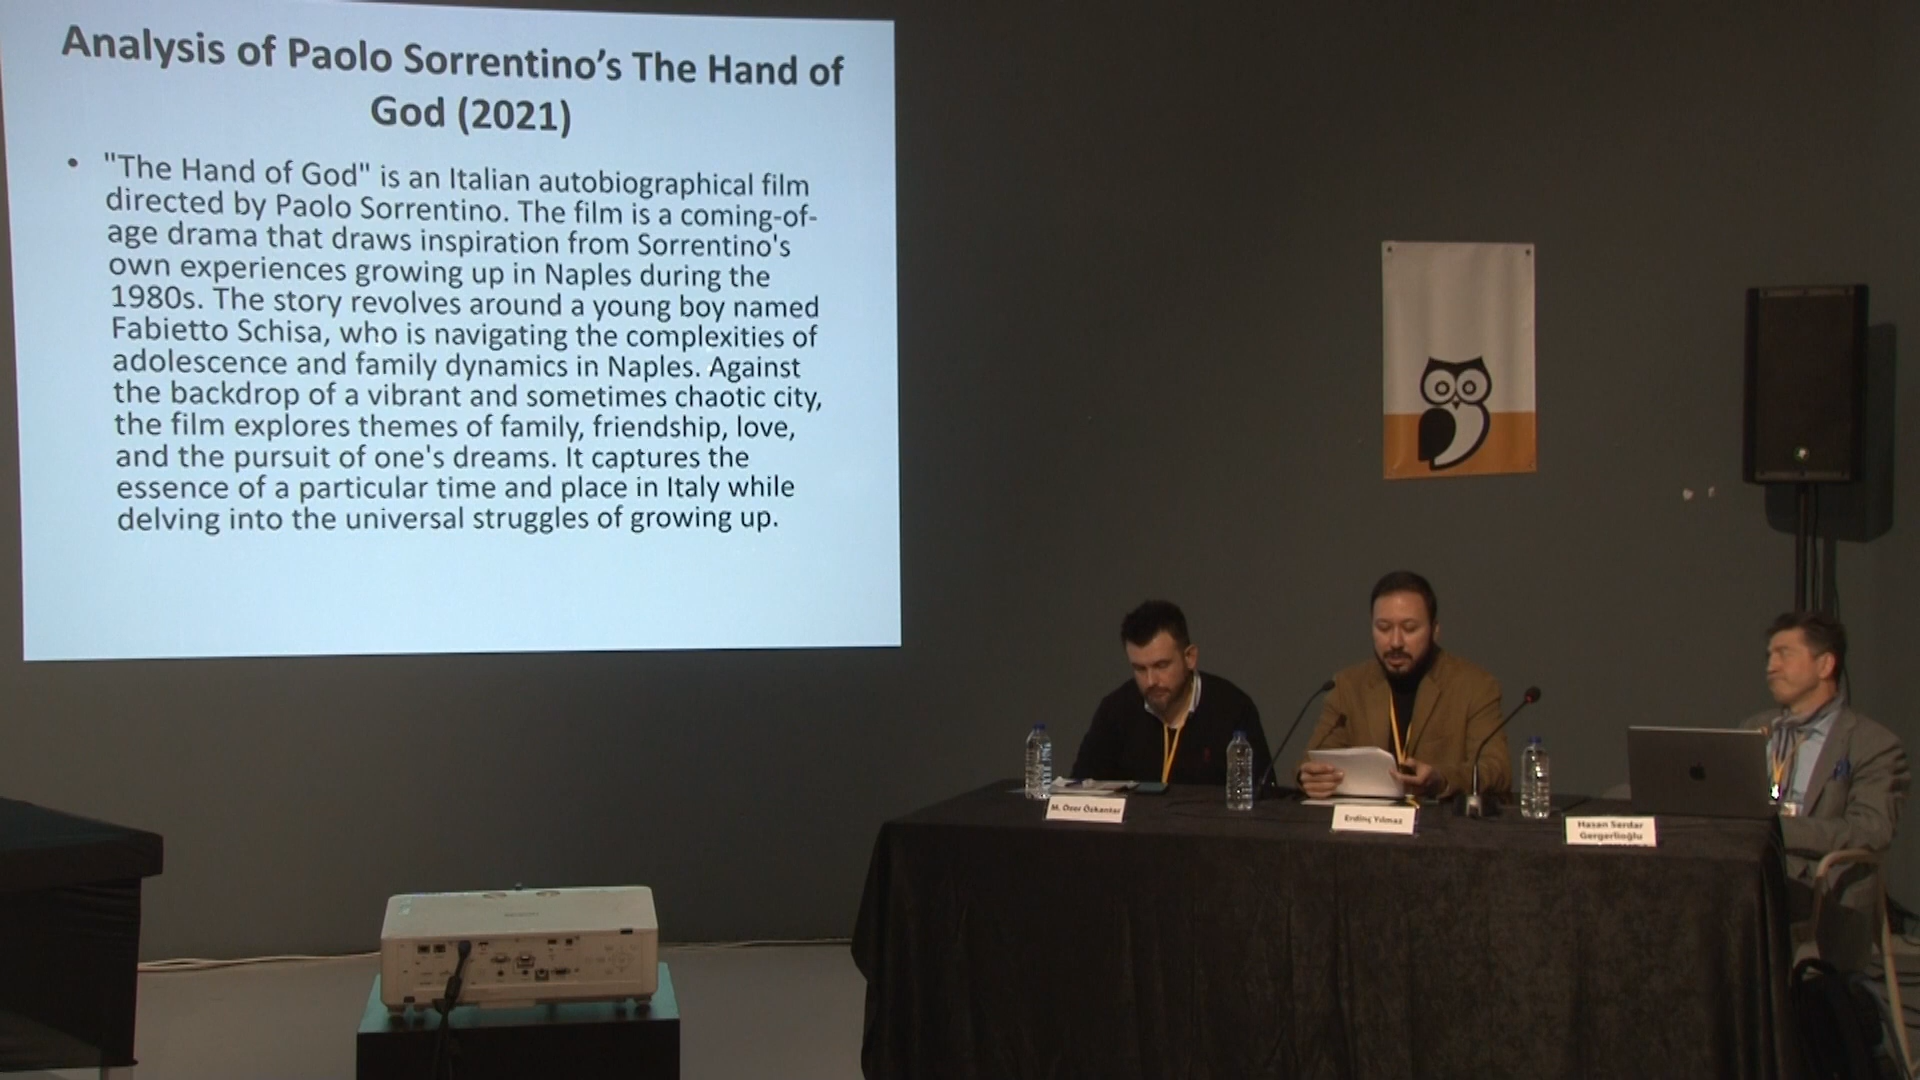 Analysis of Paolo Sorrentino's The Hand of
God (2021)
• "The Hand of God" is an Italian autobiographical film
directed by Paolo Sorrentino. The film is a coming-of-
age drama that draws inspiration from Sorrentino's
own experiences growing up in Naples during the
1980s. The story revolves around a young boy named
Fabietto Schisa, who is navigating the complexities of
adolescence and family dynamics in Naples. Against
the backdrop of a vibrant and sometimes chaotic city,
the film explores themes of family, friendship, love,
and the pursuit of one's dreams. It captures the
essence of a particular time and place in Italy while
delving into the universal struggles of growing up.
M. Özer Özkantar
Erdinç Yılmaz
Hasan Serdar
Gergerlioğlu